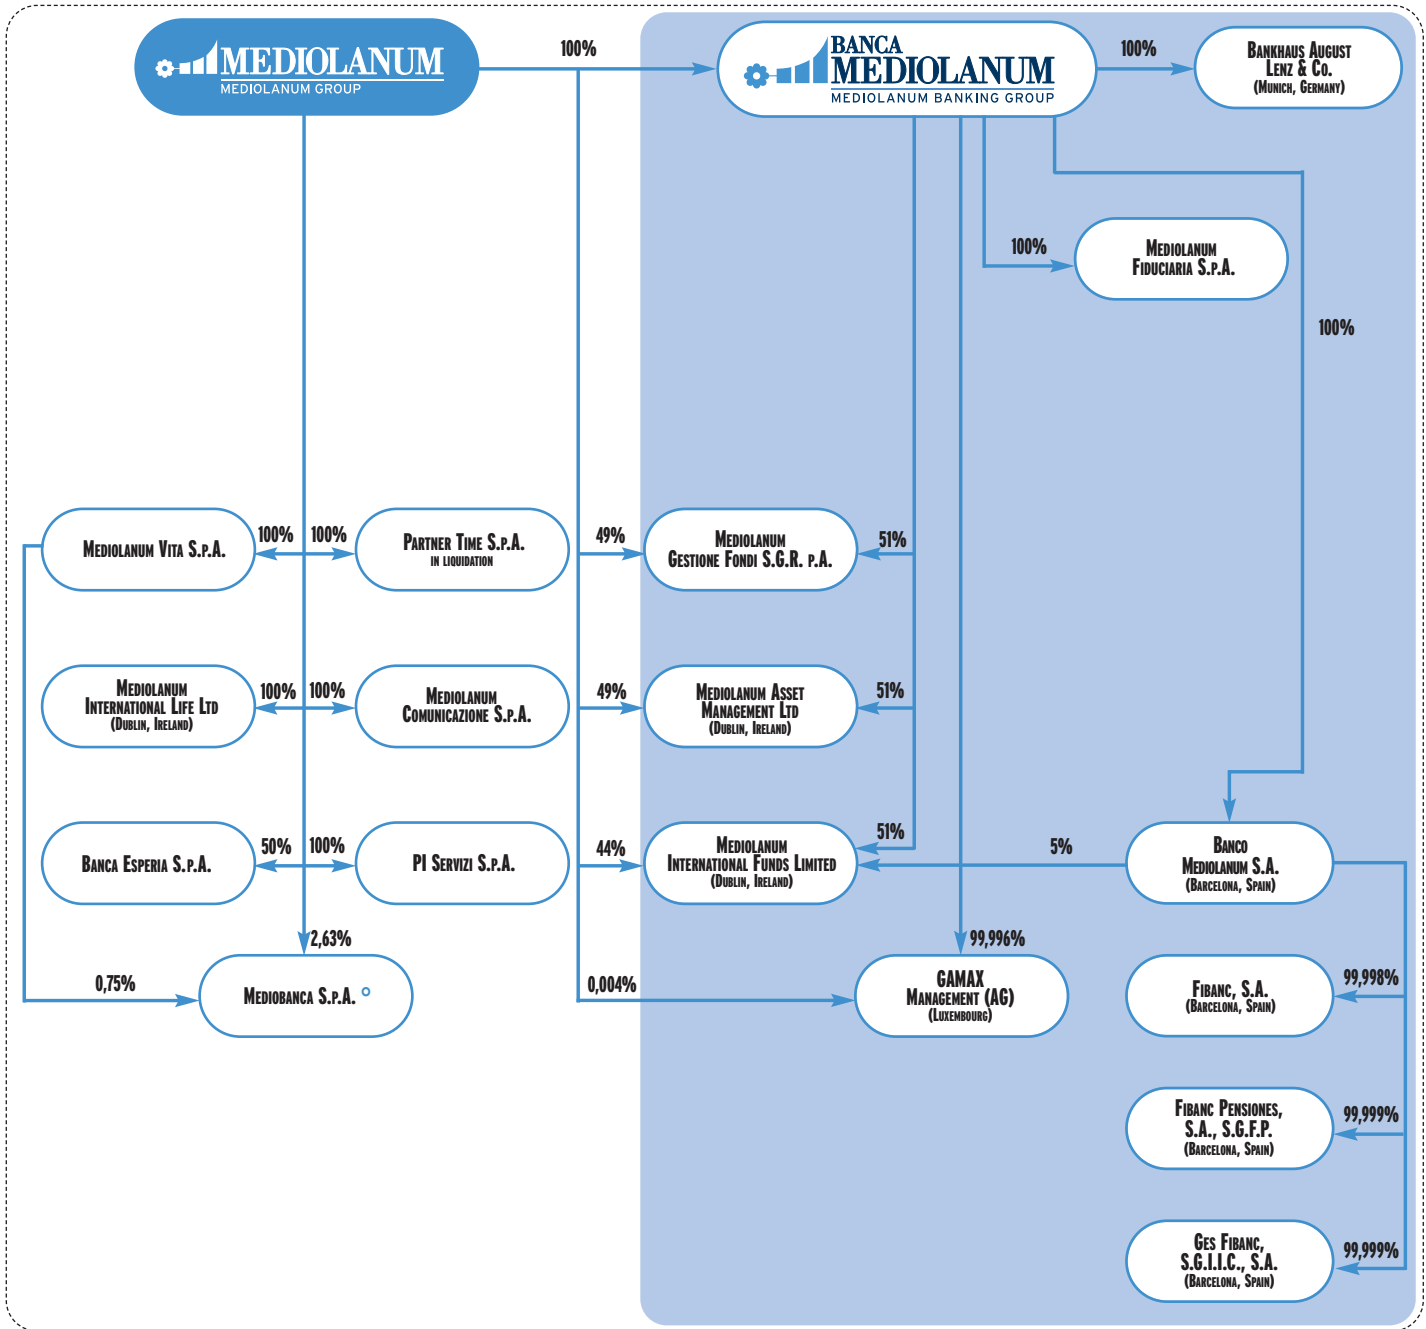 MEDIOLANUM
MEDIOLANUM GROUP
100%
BANCA
MEDIOLANUM
MEDIOLANUM BANKING GROUP
100%
BANKHAUS AUGUST
LENZ & CO.
(MUNICH, GERMANY)
100%
MEDIOLANUM
FIDUCIARIA S.P.A.
100%
MEDIOLANUM VITA S.P.A.
100%
100%
PARTNER TIME S.P.A.
IN LIQUIDATION
49%
MEDIOLANUM
GESTIONE FONDI S.G.R. P.A.
51%
MEDIOLANUM
INTERNATIONAL LIFE LTD
(DUBLIN, IRELAND)
100%
100%
MEDIOLANUM
COMUNICAZIONE S.P.A.
49%
MEDIOLANUM ASSET
MANAGEMENT LTD
(DUBLIN, IRELAND)
51%
BANCA ESPERIA S.P.A.
50%
100%
PI SERVIZI S.P.A.
44%
MEDIOLANUM
INTERNATIONAL FUNDS LIMITED
(DUBLIN, IRELAND)
51%
5%
BANCO
MEDIOLANUM S.A.
(BARCELONA, SPAIN)
2,63%
99,996%
0,75%
MEDIOBANCA S.P.A. °
0,004%
GAMAX
MANAGEMENT (AG)
(LUXEMBOURG)
FIBANC, S.A.
(BARCELONA, SPAIN)
99,998%
FIBANC PENSIONES,
S.A., S.G.F.P.
(BARCELONA, SPAIN)
99,999%
GES FIBANC,
S.G.I.I.C., S.A.
(BARCELONA, SPAIN)
99,999%